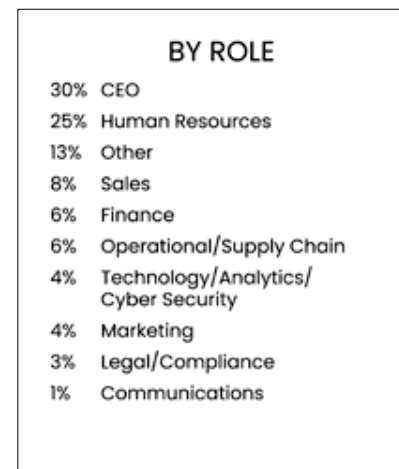 BY ROLE
30% CEO
25% Human Resources
13% Other
8% Sales
6% Finance
6% Operational/Supply Chain
4% Technology/Analytics/
Cyber Security
4% Marketing
3% Legal/Compliance
1% Communications